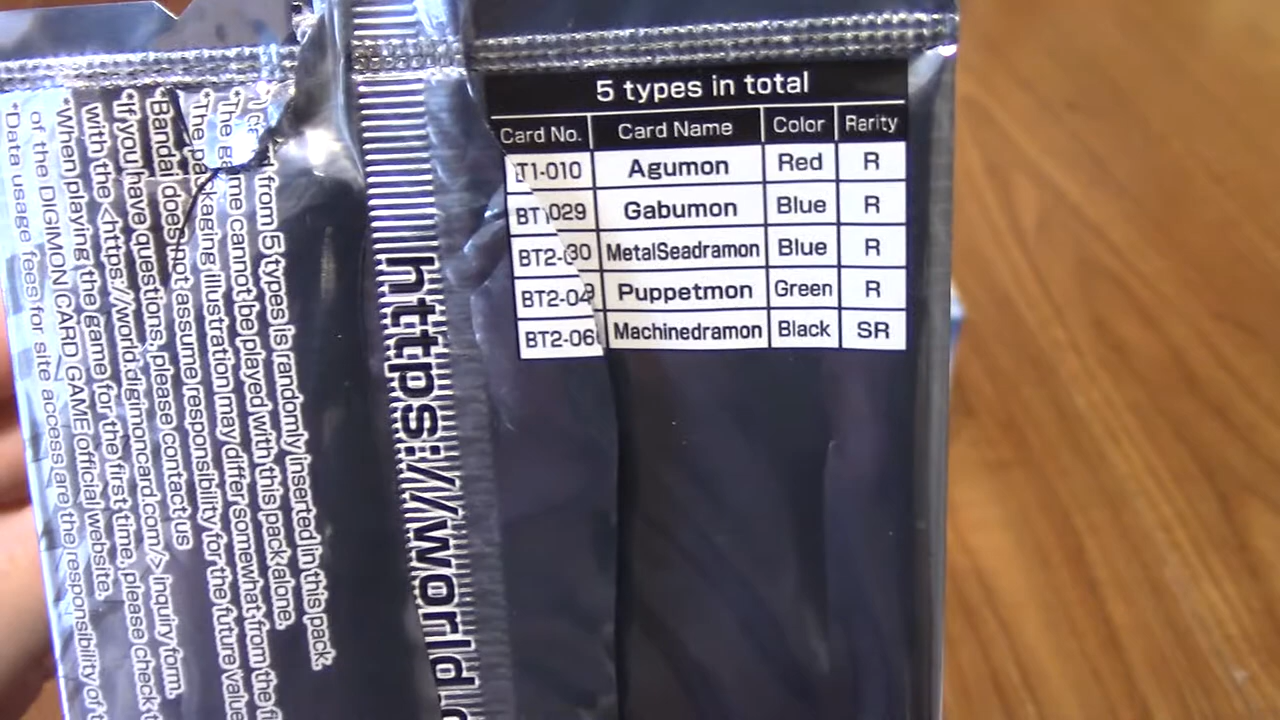 5 types in total
Card No. Card Name Color Rarity
T1-010 Agumon Red R
BT 029 Gabumon Blue R
BT2- 30 MetalSeadramon Blue R
BT2-04 Puppetmon Green R
BT2-06 Machinedramon Black SR
https://world.
from 5 types is randomly inserted in this pack.
*The game cannot be played with this pack alone.
*The packaging illustration may differ somewhat from the
*Bandai does not assume responsibility for the future value
*If you have questions, please contact us
with the <https://world.digimoncard.com/> inquiry form.
*When playing the game for the first time, please check
of the DIGIMON CARD GAME official website.
*Data usage fees for site access are the responsibility of